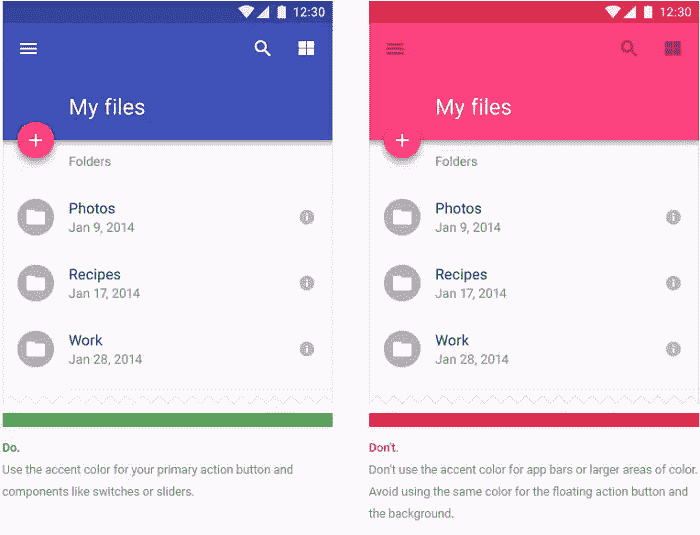 12:30
My files
+
Folders
Photos
Jan 9, 2014
Recipes
Jan 17, 2014
Work
Jan 28, 2014
Do.
Use the accent color for your primary action button and
components like switches or sliders.
12:30
My files
+
Folders
Photos
Jan 9, 2014
Recipes
Jan 17, 2014
Work
Jan 28, 2014
Don't.
Don't use the accent color for app bars or larger areas of color.
Avoid using the same color for the floating action button and
the background.